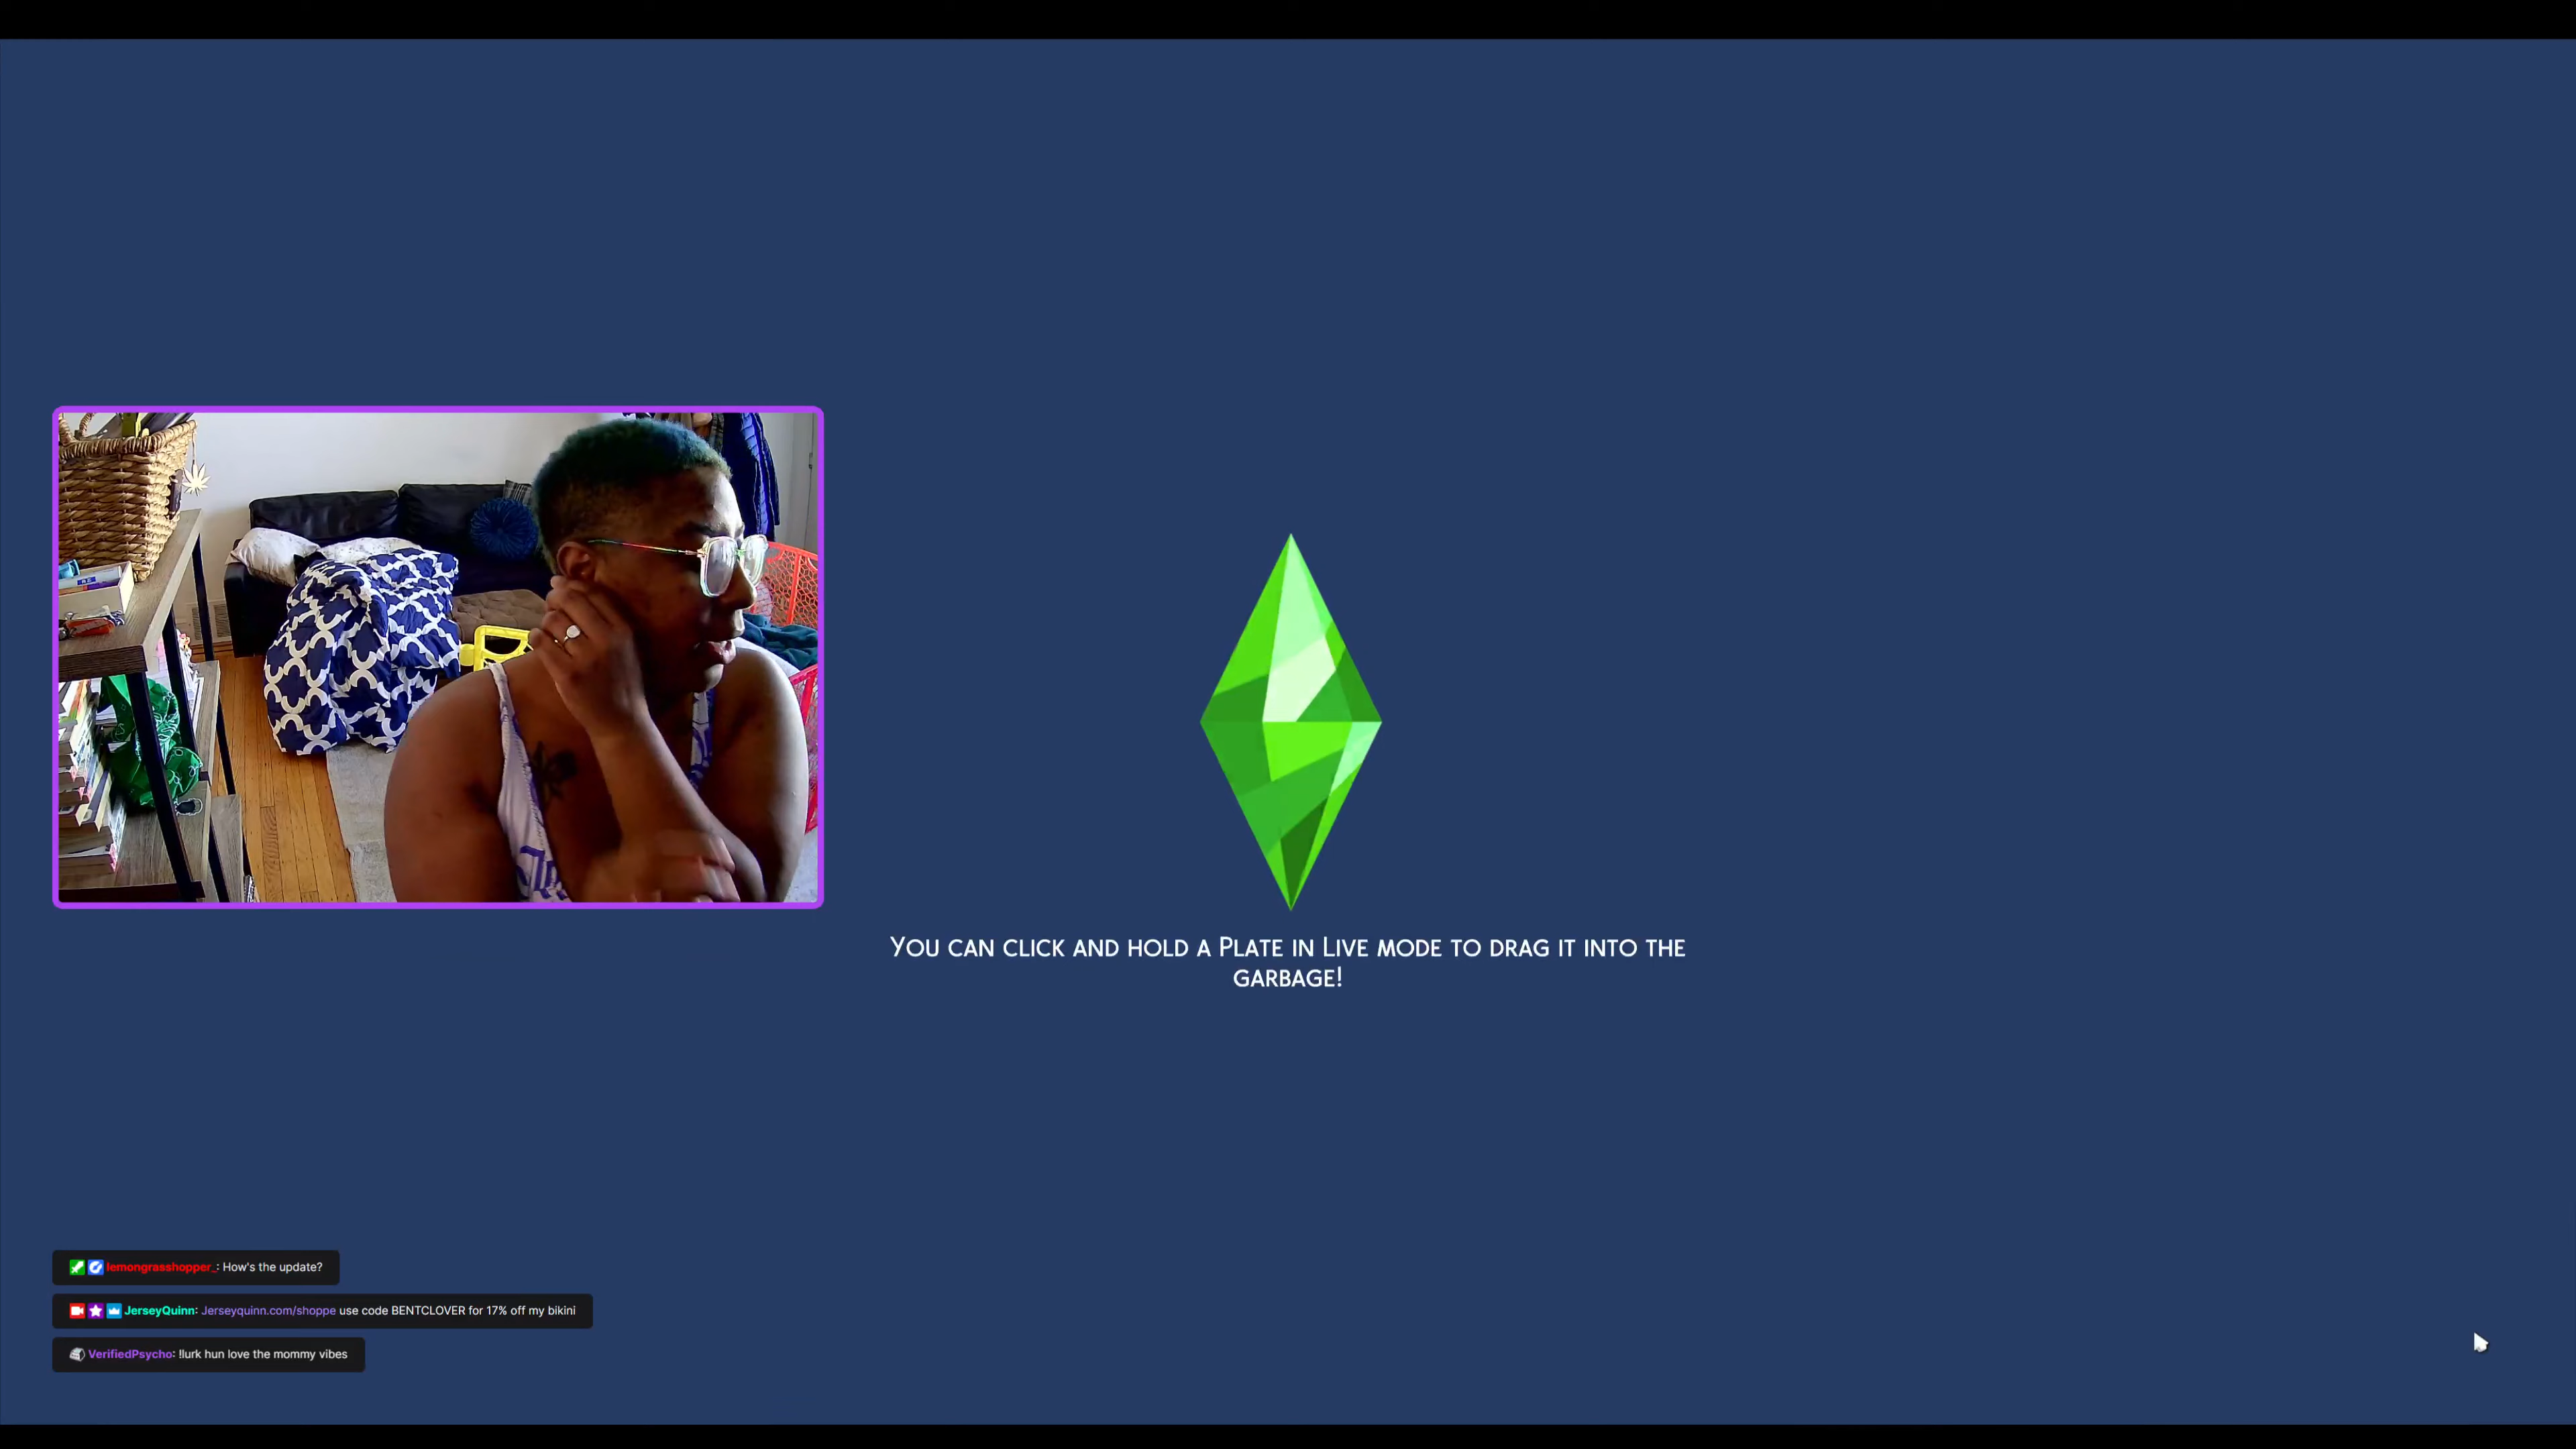 YOU CAN CLICK AND HOLD A PLATE IN LIVE MODE TO DRAG IT INTO THE
GARBAGE!
lemongrasshopper_: How's the update?
JerseyQuinn: Jerseyquinn.com/shoppe use code BENTCLOVER for 17% off my bikini
VerifiedPsycho: !lurk hun love the mommy vibes